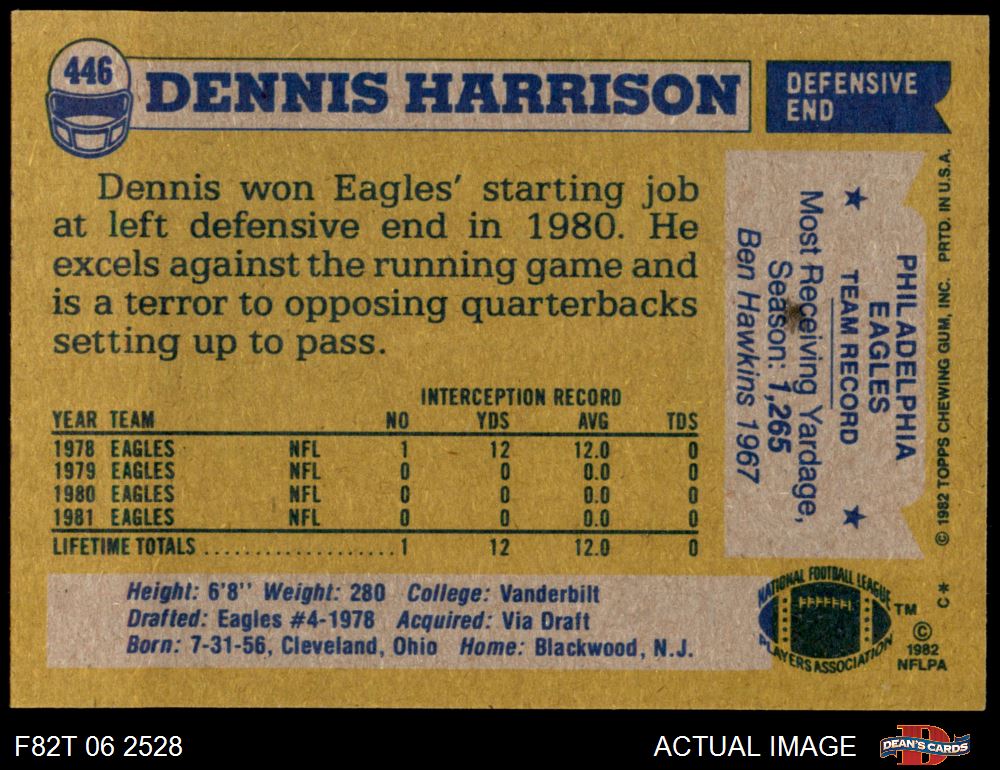 446
DENNIS HARRISON
DEFENSIVE
END
Dennis won Eagles' starting job
at left defensive end in 1980. He
excels against the running game and
is a terror to opposing quarterbacks
setting up to pass.
INTERCEPTION RECORD
YEAR TEAM NO YDS AVG TDS
1978 EAGLES NFL 1 12 12.0 0
1979 EAGLES NFL 0 0 0.0 0
1980 EAGLES NFL 0 0 0.0 0
1981 EAGLES NFL 0 0 0.0 0
LIFETIME TOTALS ....................1 12 12.0 0
PHILADELPHIA
EAGLES
★ TEAM RECORD ★
Most Receiving Yardage,
Season: 1,265
Ben Hawkins 1967
© 1982 TOPPS CHEWING GUM, INC. PRTD. IN U.S.A.
C*
Height: 6'8'' Weight: 280 College: Vanderbilt
Drafted: Eagles #4-1978 Acquired: Via Draft
Born: 7-31-56, Cleveland, Ohio Home: Blackwood, N.J.
NATIONAL FOOTBALL LEAGUE
PLAYERS ASSOCIATION
TM
©
1982
NFLPA
F82T 06 2528
ACTUAL IMAGE
DEAN'S CARDS